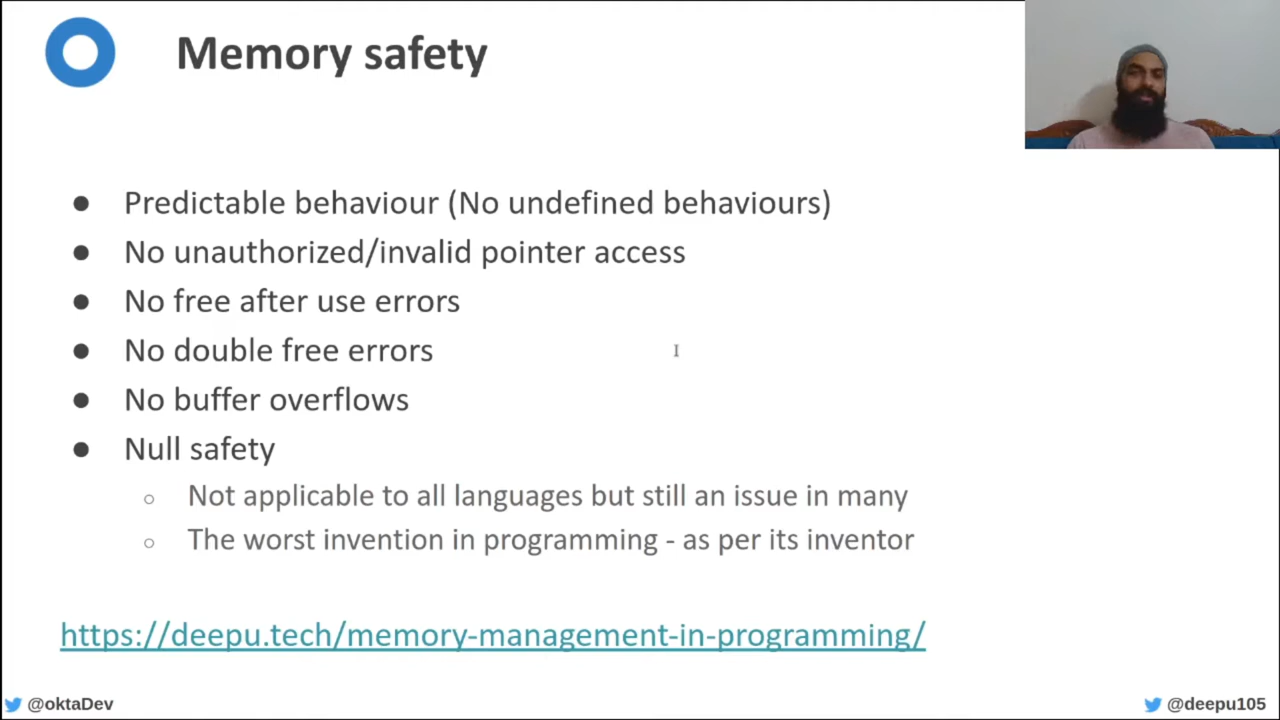 Memory safety
● Predictable behaviour (No undefined behaviours)
● No unauthorized/invalid pointer access
● No free after use errors
● No double free errors
● No buffer overflows
● Null safety
○ Not applicable to all languages but still an issue in many
○ The worst invention in programming - as per its inventor
https://deepu.tech/memory-management-in-programming/
@oktaDev
@deepu105